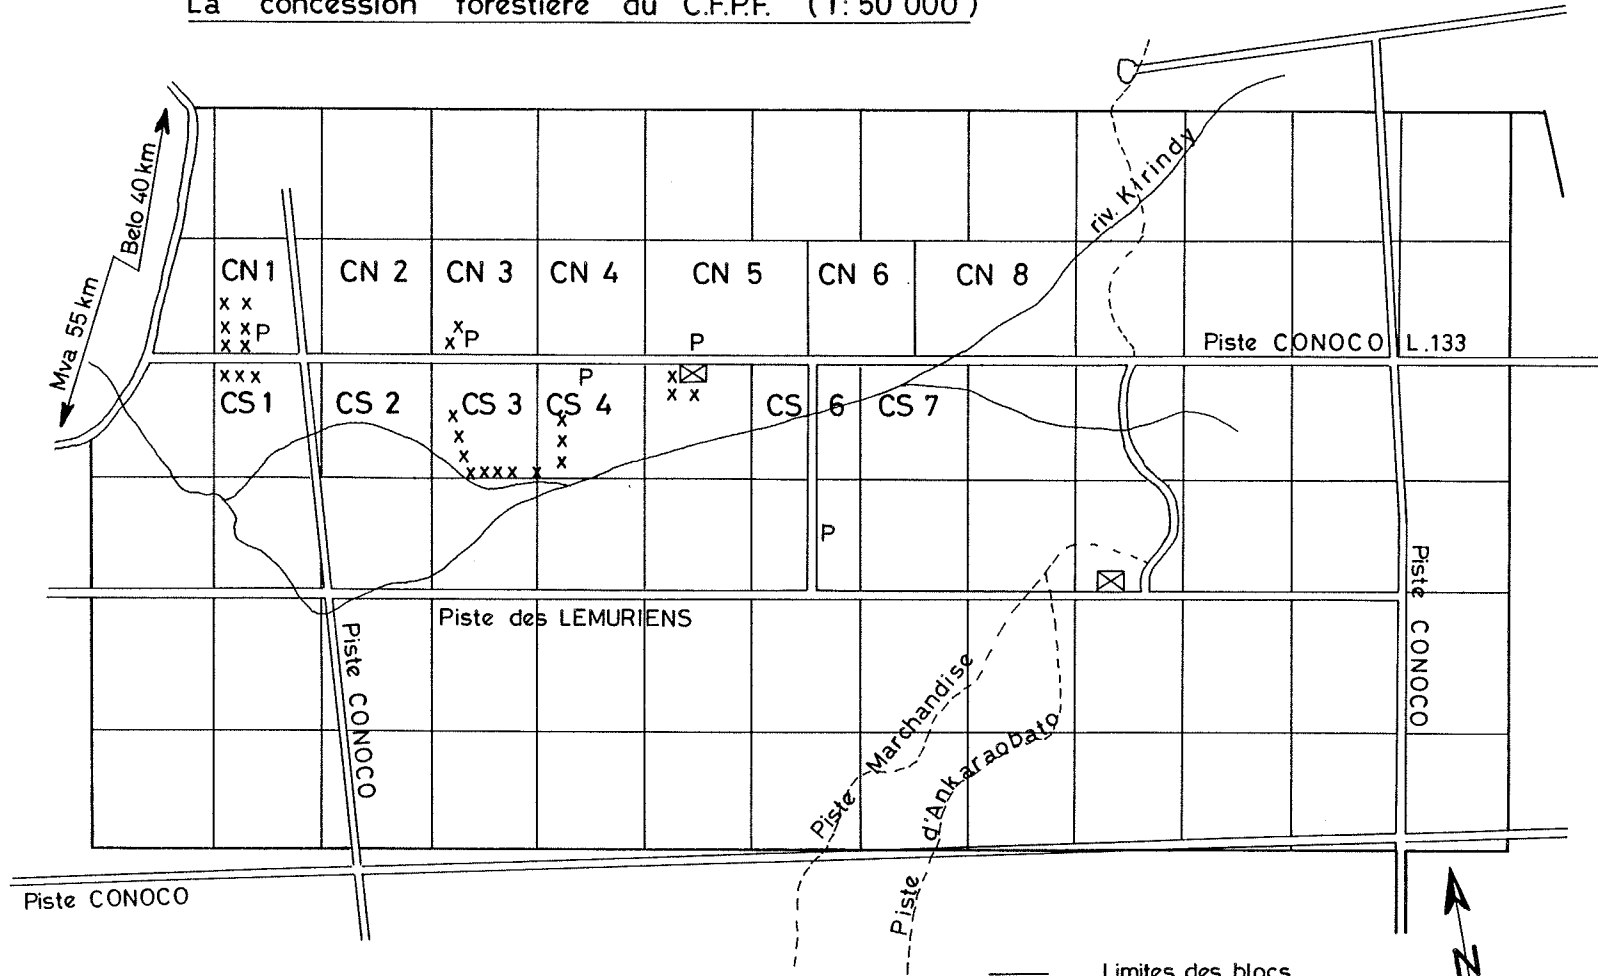 La concession forestière du C.F.P.F. (1:50 000)
Belo 40 km
Mva 55 km
riv. Kirindy
CN 1 CN 2 CN 3 CN 4 CN 5 CN 6 CN 8
x x
x x P
x x
x
x P
P
Piste CONOCO L.133
x x x
P
x
x x
CS 1 CS 2 CS 3 CS 4 CS 6 CS 7
x
x
x
x x x x x
x
x
x
P
Piste des LEMURIENS
Piste CONOCO
Piste CONOCO
Piste Marchandise
Piste d'Ankaraobato
Piste CONOCO
N
Limites des blocs